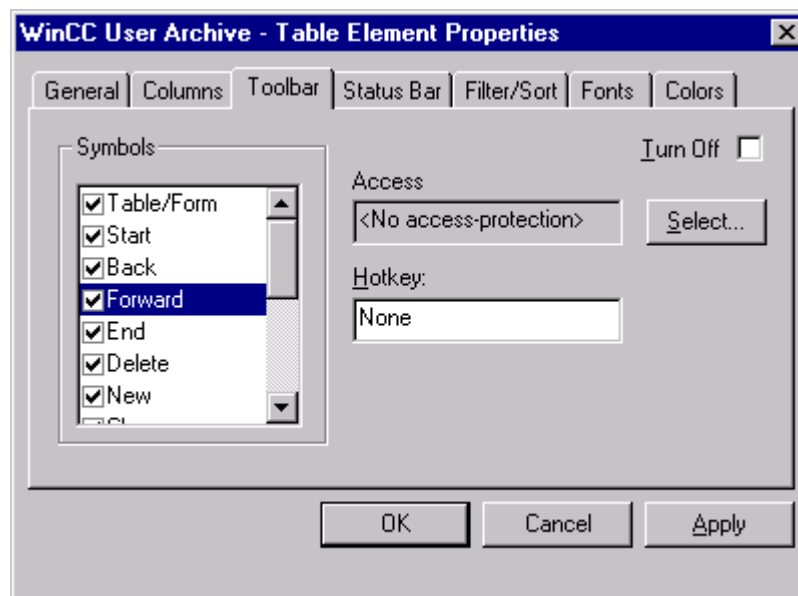 WinCC User Archive - Table Element Properties
General Columns Toolbar Status Bar Filter/Sort Fonts Colors
Symbols
Turn Off
Table/Form
Start
Back
Forward
End
Delete
New
Access
<No access-protection>
Select...
Hotkey:
None
OK Cancel Apply